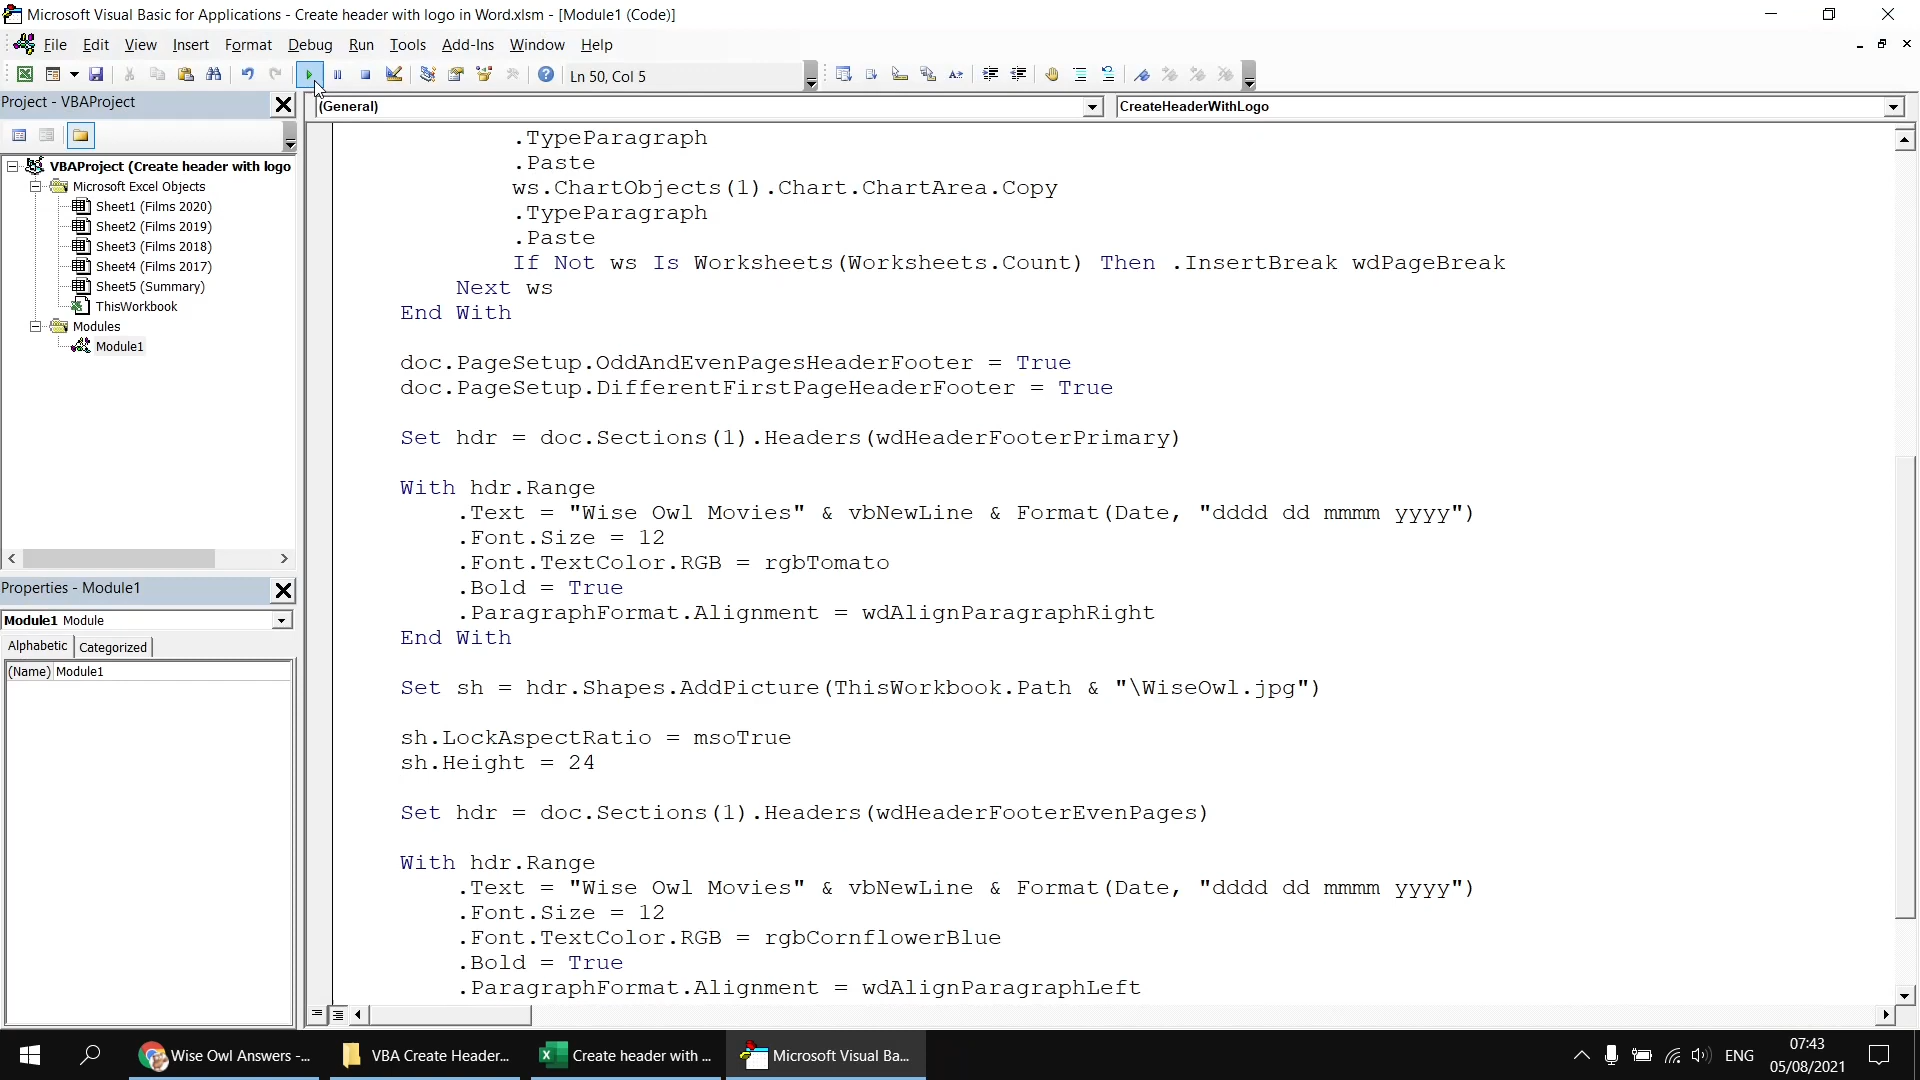 Microsoft Visual Basic for Applications - Create header with logo in Word.xlsm - [Module1 (Code)]
File Edit View Insert Format Debug Run Tools Add-Ins Window Help
Ln 50, Col 5
Project - VBAProject
(General)
CreateHeaderWithLogo
VBAProject (Create header with logo
Microsoft Excel Objects
Sheet1 (Films 2020)
Sheet2 (Films 2019)
Sheet3 (Films 2018)
Sheet4 (Films 2017)
Sheet5 (Summary)
ThisWorkbook
Modules
Module1
Properties - Module1
Module1 Module
Alphabetic Categorized
(Name) Module1
.TypeParagraph
.Paste
ws.ChartObjects(1).Chart.ChartArea.Copy
.TypeParagraph
.Paste
If Not ws Is Worksheets(Worksheets.Count) Then .InsertBreak wdPageBreak
Next ws
End With
doc.PageSetup.OddAndEvenPagesHeaderFooter = True
doc.PageSetup.DifferentFirstPageHeaderFooter = True
Set hdr = doc.Sections(1).Headers(wdHeaderFooterPrimary)
With hdr.Range
.Text = "Wise Owl Movies" & vbNewLine & Format(Date, "dddd dd mmmm yyyy")
.Font.Size = 12
.Font.TextColor.RGB = rgbTomato
.Bold = True
.ParagraphFormat.Alignment = wdAlignParagraphRight
End With
Set sh = hdr.Shapes.AddPicture(ThisWorkbook.Path & "\WiseOwl.jpg")
sh.LockAspectRatio = msoTrue
sh.Height = 24
Set hdr = doc.Sections(1).Headers(wdHeaderFooterEvenPages)
With hdr.Range
.Text = "Wise Owl Movies" & vbNewLine & Format(Date, "dddd dd mmmm yyyy")
.Font.Size = 12
.Font.TextColor.RGB = rgbCornflowerBlue
.Bold = True
.ParagraphFormat.Alignment = wdAlignParagraphLeft
Wise Owl Answers -...
VBA Create Header...
Create header with ...
Microsoft Visual Ba...
ENG
07:43
05/08/2021